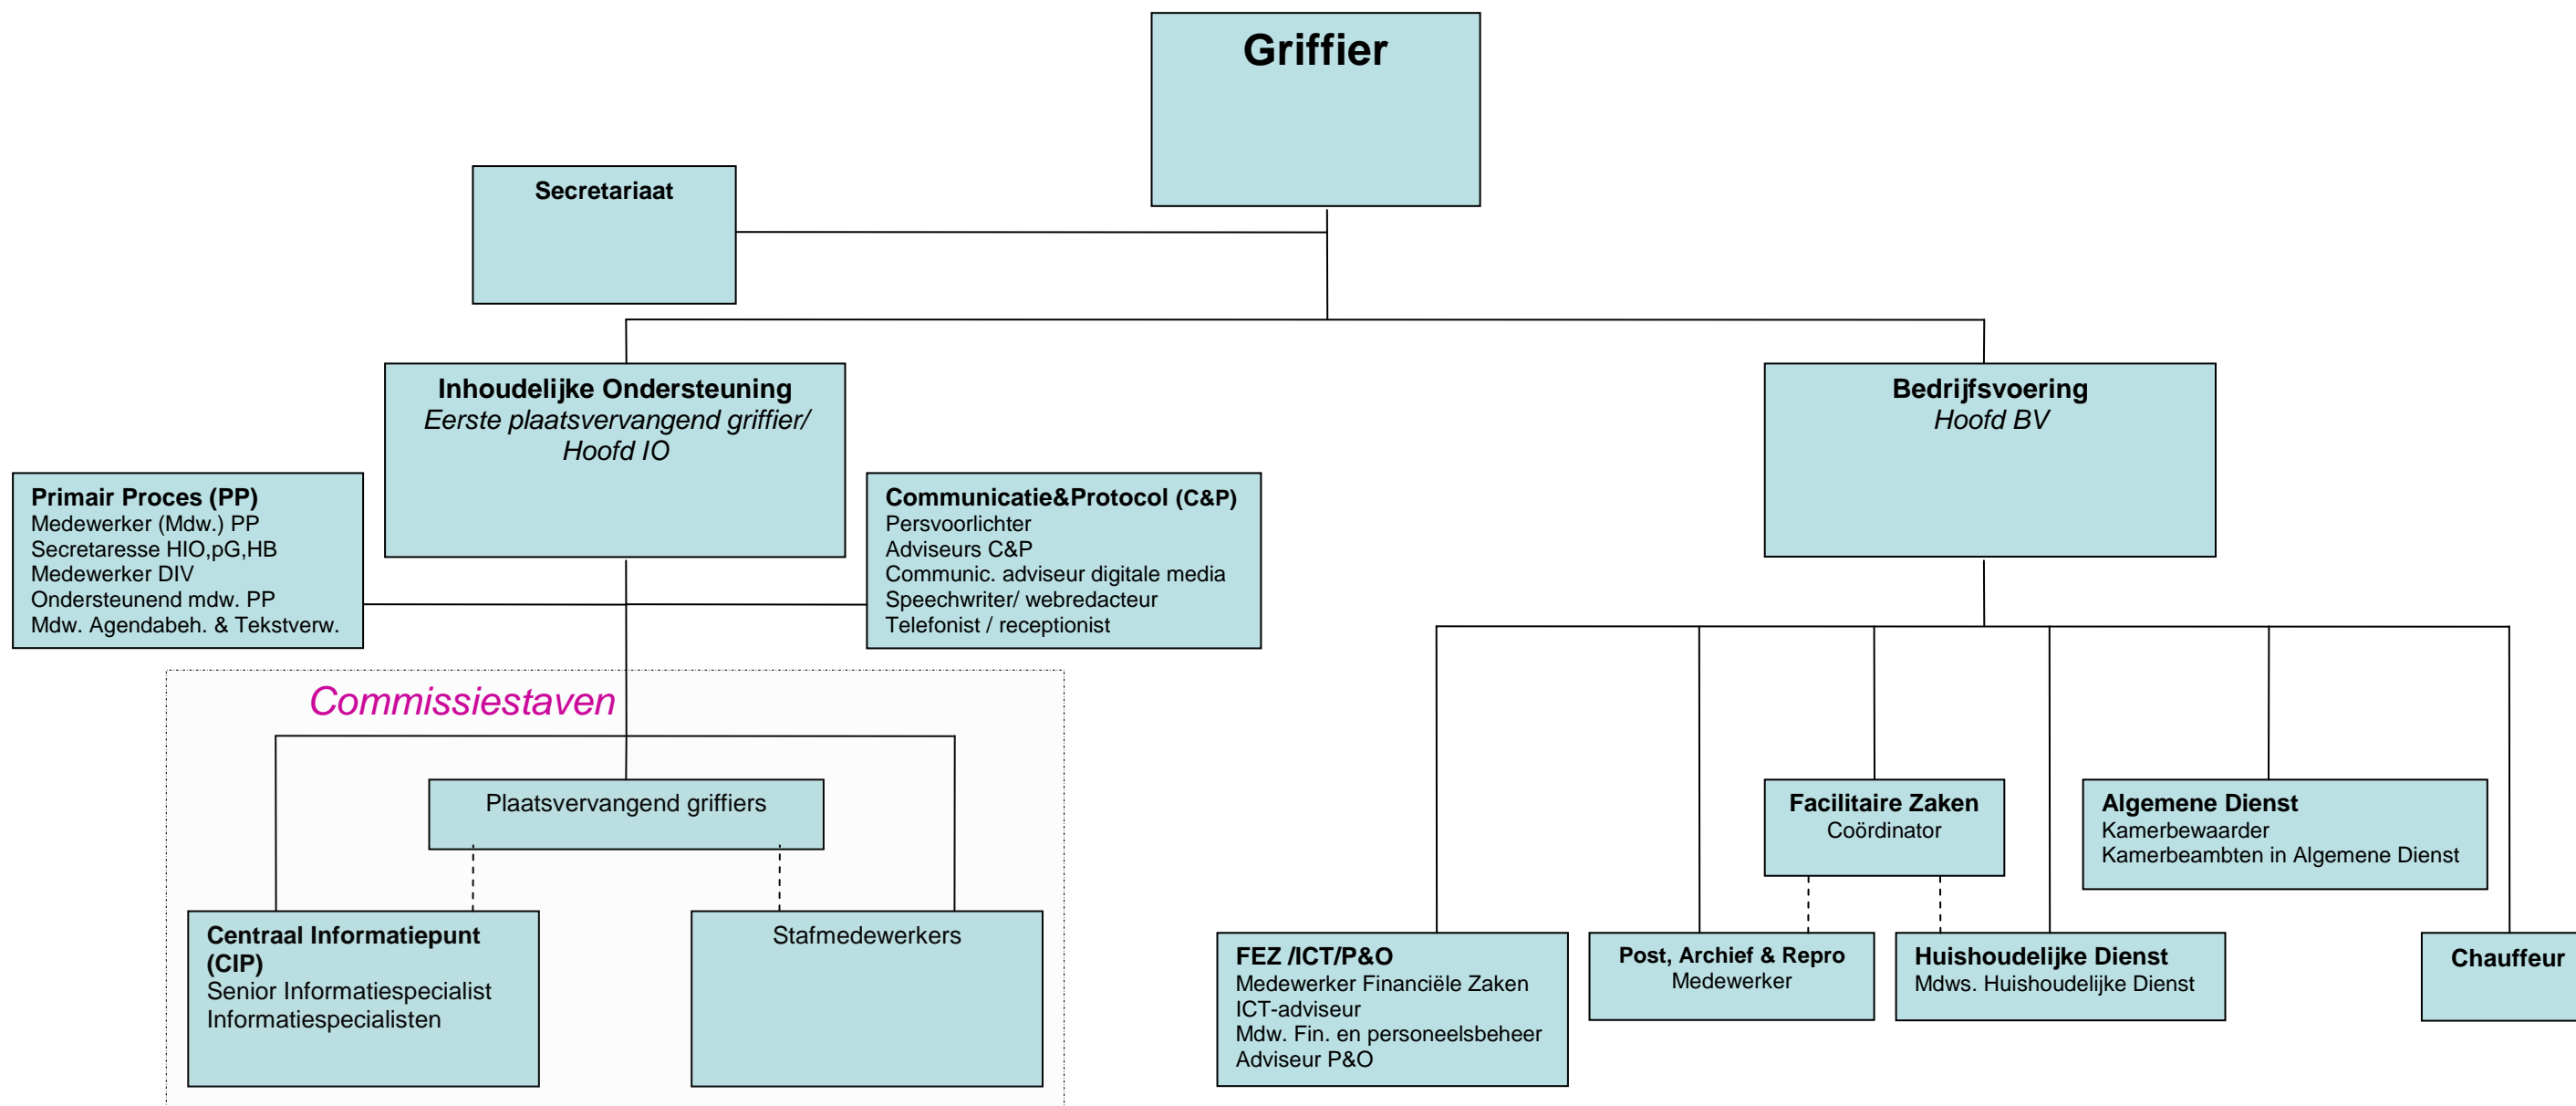 Griffier
Secretariaat
Inhoudelijke Ondersteuning
Eerste plaatsvervangend griffier/
Hoofd IO
Bedrijfsvoering
Hoofd BV
Primair Proces (PP)
Medewerker (Mdw.) PP
Secretaresse HIO,pG,HB
Medewerker DIV
Ondersteunend mdw. PP
Mdw. Agendabeh. & Tekstverw.
Communicatie&Protocol (C&P)
Persvoorlichter
Adviseurs C&P
Communic. adviseur digitale media
Speechwriter/ webredacteur
Telefonist / receptionist
Commissiestaven
Plaatsvervangend griffiers
Centraal Informatiepunt
(CIP)
Senior Informatiespecialist
Informatiespecialisten
Stafmedewerkers
Facilitaire Zaken
Coördinator
Algemene Dienst
Kamerbewaarder
Kamerbeambten in Algemene Dienst
FEZ /ICT/P&O
Medewerker Financiële Zaken
ICT-adviseur
Mdw. Fin. en personeelsbeheer
Adviseur P&O
Post, Archief & Repro
Medewerker
Huishoudelijke Dienst
Mdws. Huishoudelijke Dienst
Chauffeur